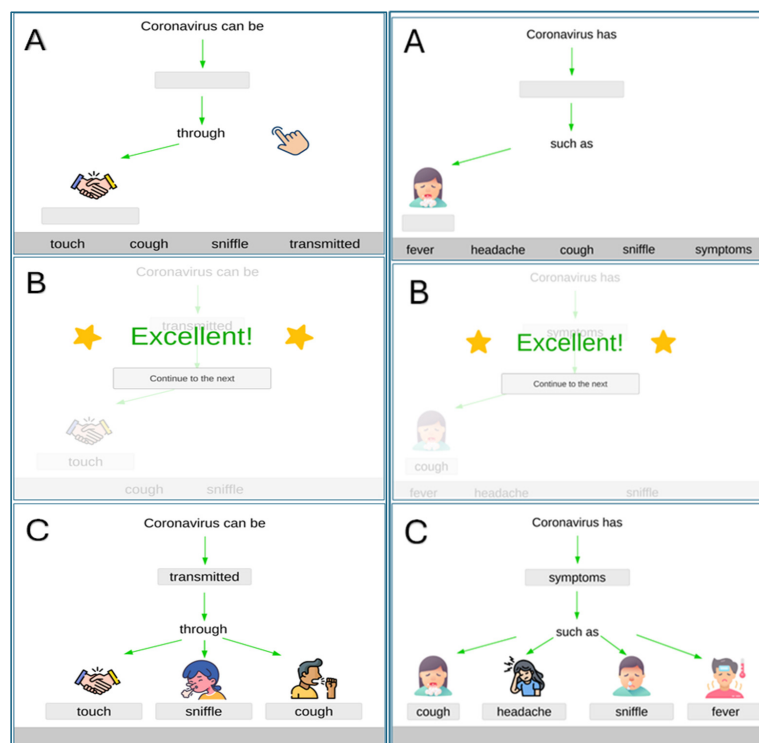 A
Coronavirus can be
through
touch cough sniffle transmitted
B
Coronavirus can be
transmitted
Excellent!
Continue to the next
touch
cough sniffle
C
Coronavirus can be
transmitted
through
touch sniffle cough
A
Coronavirus has
such as
fever headache cough sniffle symptoms
B
Coronavirus has
symptoms
Excellent!
Continue to the next
cough
fever headache sniffle
C
Coronavirus has
symptoms
such as
cough headache sniffle fever